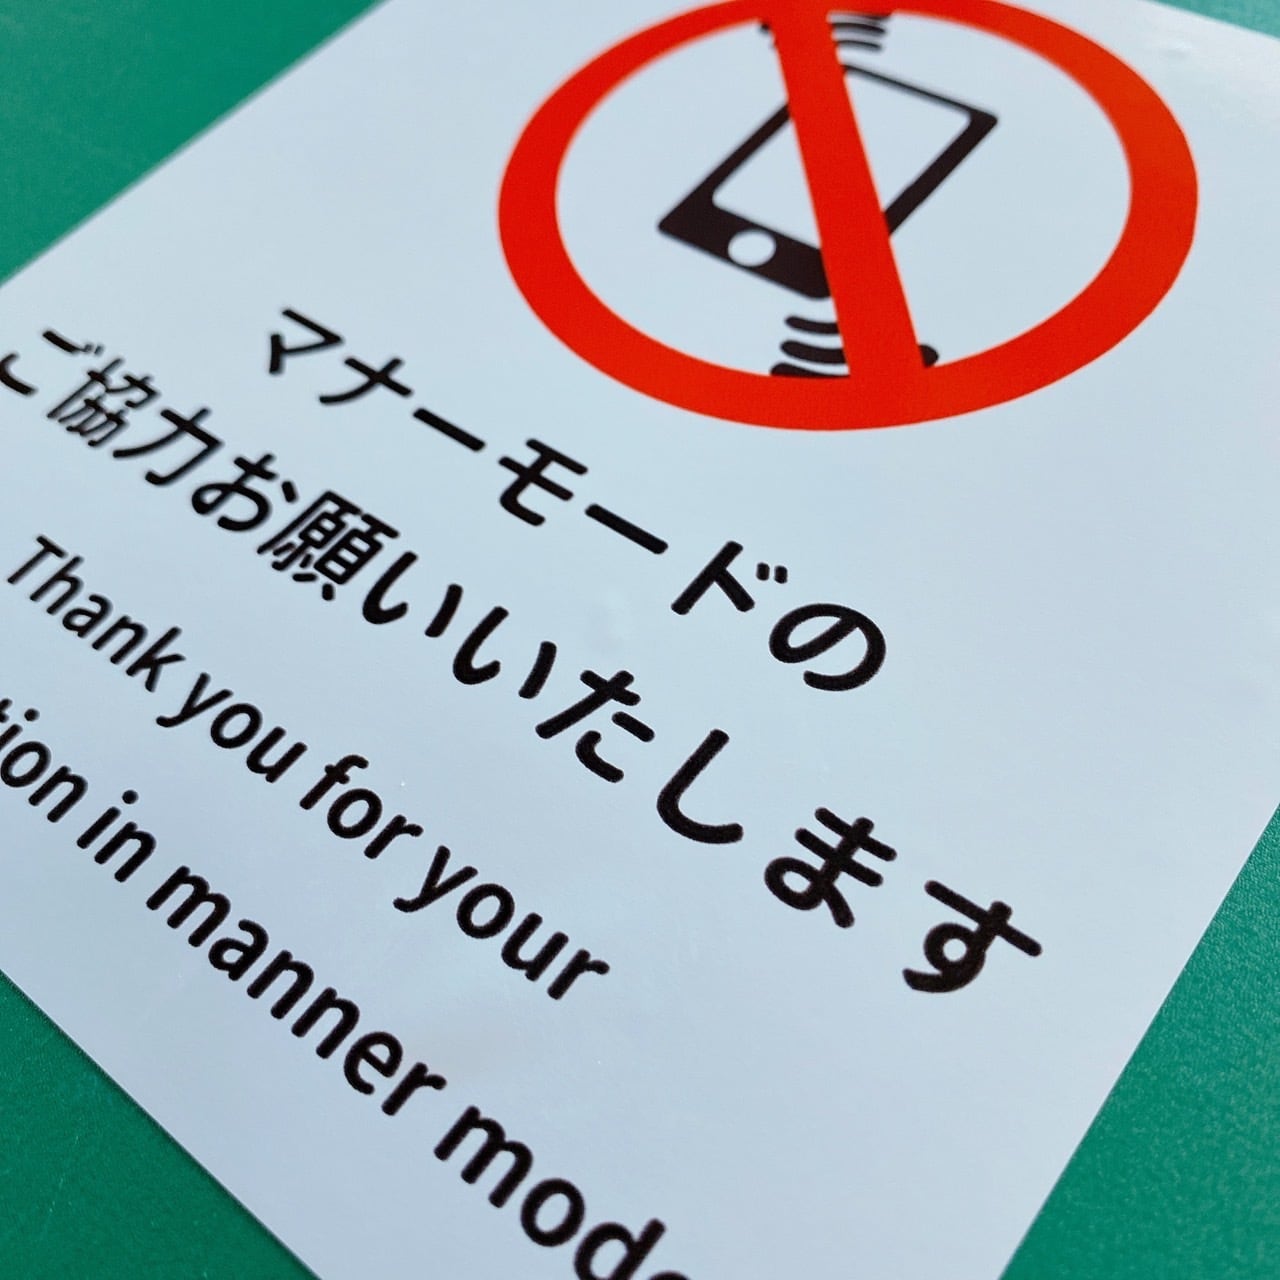 マナーモードの
ご協力お願いいたします
Thank you for your
tion in manner mode